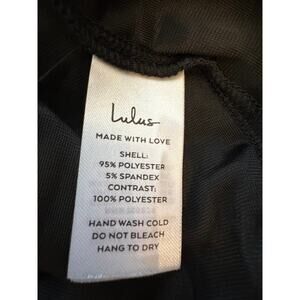 Lulus
MADE WITH LOVE
SHELL:
95% POLYESTER
5% SPANDEX
CONTRAST:
100% POLYESTER
HAND WASH COLD
DO NOT BLEACH
HANG TO DRY